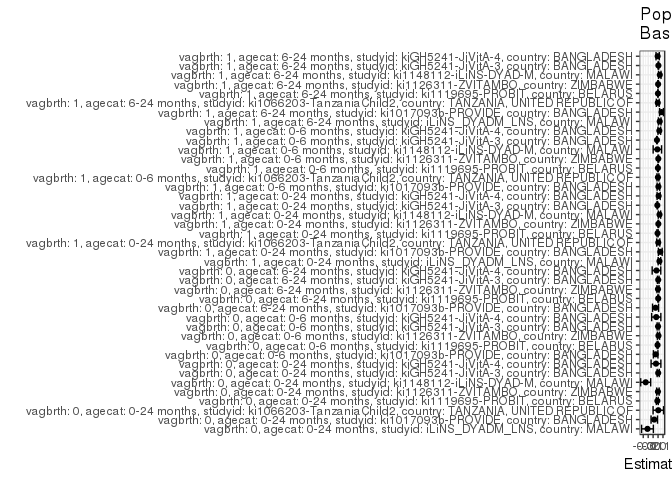 Pop
Bas
vagbrth: 1, agecat: 6-24 months, studyid: kiGH5241-JiVitA-4, country: BANGLADESH
vagbrth: 1, agecat: 6-24 months, studyid: kiGH5241-JiVitA-3, country: BANGLADESH
vagbrth: 1, agecat: 6-24 months, studyid: ki1148112-iLiNS-DYAD-M, country: MALAWI
vagbrth: 1, agecat: 6-24 months, studyid: ki1126311-ZVITAMBO, country: ZIMBABWE
vagbrth: 1, agecat: 6-24 months, studyid: ki1119695-PROBIT, country: BELARUS
vagbrth: 1, agecat: 6-24 months, studyid: ki1066203-TanzaniaChild2, country: TANZANIA, UNITED REPUBLIC OF
vagbrth: 1, agecat: 6-24 months, studyid: ki1017093b-PROVIDE, country: BANGLADESH
vagbrth: 1, agecat: 6-24 months, studyid: iLiNS_DYADM_LNS, country: MALAWI
vagbrth: 1, agecat: 0-6 months, studyid: kiGH5241-JiVitA-4, country: BANGLADESH
vagbrth: 1, agecat: 0-6 months, studyid: kiGH5241-JiVitA-3, country: BANGLADESH
vagbrth: 1, agecat: 0-6 months, studyid: ki1148112-iLiNS-DYAD-M, country: MALAWI
vagbrth: 1, agecat: 0-6 months, studyid: ki1126311-ZVITAMBO, country: ZIMBABWE
vagbrth: 1, agecat: 0-6 months, studyid: ki1119695-PROBIT, country: BELARUS
vagbrth: 1, agecat: 0-6 months, studyid: ki1066203-TanzaniaChild2, country: TANZANIA, UNITED REPUBLIC OF
vagbrth: 1, agecat: 0-6 months, studyid: ki1017093b-PROVIDE, country: BANGLADESH
vagbrth: 1, agecat: 0-24 months, studyid: kiGH5241-JiVitA-4, country: BANGLADESH
vagbrth: 1, agecat: 0-24 months, studyid: kiGH5241-JiVitA-3, country: BANGLADESH
vagbrth: 1, agecat: 0-24 months, studyid: ki1148112-iLiNS-DYAD-M, country: MALAWI
vagbrth: 1, agecat: 0-24 months, studyid: ki1126311-ZVITAMBO, country: ZIMBABWE
vagbrth: 1, agecat: 0-24 months, studyid: ki1119695-PROBIT, country: BELARUS
vagbrth: 1, agecat: 0-24 months, studyid: ki1066203-TanzaniaChild2, country: TANZANIA, UNITED REPUBLIC OF
vagbrth: 1, agecat: 0-24 months, studyid: ki1017093b-PROVIDE, country: BANGLADESH
vagbrth: 1, agecat: 0-24 months, studyid: iLiNS_DYADM_LNS, country: MALAWI
vagbrth: 0, agecat: 6-24 months, studyid: kiGH5241-JiVitA-4, country: BANGLADESH
vagbrth: 0, agecat: 6-24 months, studyid: kiGH5241-JiVitA-3, country: BANGLADESH
vagbrth: 0, agecat: 6-24 months, studyid: ki1126311-ZVITAMBO, country: ZIMBABWE
vagbrth: 0, agecat: 6-24 months, studyid: ki1119695-PROBIT, country: BELARUS
vagbrth: 0, agecat: 6-24 months, studyid: ki1017093b-PROVIDE, country: BANGLADESH
vagbrth: 0, agecat: 0-6 months, studyid: kiGH5241-JiVitA-4, country: BANGLADESH
vagbrth: 0, agecat: 0-6 months, studyid: kiGH5241-JiVitA-3, country: BANGLADESH
vagbrth: 0, agecat: 0-6 months, studyid: ki1126311-ZVITAMBO, country: ZIMBABWE
vagbrth: 0, agecat: 0-6 months, studyid: ki1119695-PROBIT, country: BELARUS
vagbrth: 0, agecat: 0-6 months, studyid: ki1017093b-PROVIDE, country: BANGLADESH
vagbrth: 0, agecat: 0-24 months, studyid: kiGH5241-JiVitA-4, country: BANGLADESH
vagbrth: 0, agecat: 0-24 months, studyid: kiGH5241-JiVitA-3, country: BANGLADESH
vagbrth: 0, agecat: 0-24 months, studyid: ki1148112-iLiNS-DYAD-M, country: MALAWI
vagbrth: 0, agecat: 0-24 months, studyid: ki1126311-ZVITAMBO, country: ZIMBABWE
vagbrth: 0, agecat: 0-24 months, studyid: ki1119695-PROBIT, country: BELARUS
vagbrth: 0, agecat: 0-24 months, studyid: ki1066203-TanzaniaChild2, country: TANZANIA, UNITED REPUBLIC OF
vagbrth: 0, agecat: 0-24 months, studyid: ki1017093b-PROVIDE, country: BANGLADESH
vagbrth: 0, agecat: 0-24 months, studyid: iLiNS_DYADM_LNS, country: MALAWI
Estimat